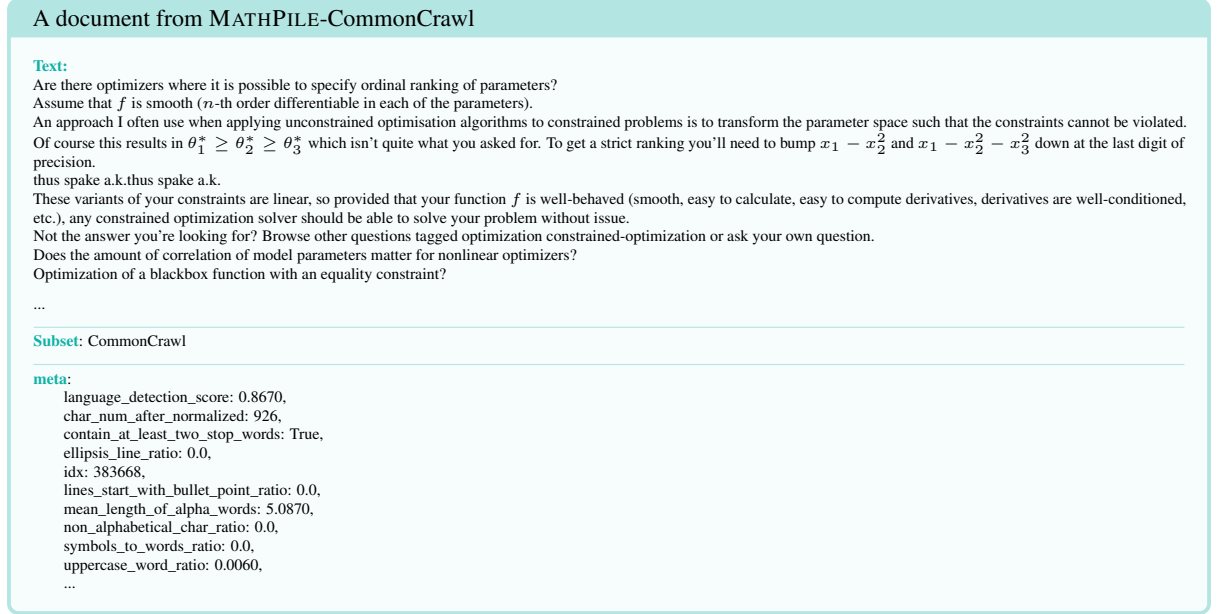 A document from MATHPILE-CommonCrawl
Text:
Are there optimizers where it is possible to specify ordinal ranking of parameters?
Assume that f is smooth (n-th order differentiable in each of the parameters).
An approach I often use when applying unconstrained optimisation algorithms to constrained problems is to transform the parameter space such that the constraints cannot be violated.
Of course this results in θ₁* ≥ θ₂* ≥ θ₃* which isn't quite what you asked for. To get a strict ranking you'll need to bump x₁ − x₂² and x₁ − x₂² − x₃² down at the last digit of
precision.
thus spake a.k.thus spake a.k.
These variants of your constraints are linear, so provided that your function f is well-behaved (smooth, easy to calculate, easy to compute derivatives, derivatives are well-conditioned,
etc.), any constrained optimization solver should be able to solve your problem without issue.
Not the answer you're looking for? Browse other questions tagged optimization constrained-optimization or ask your own question.
Does the amount of correlation of model parameters matter for nonlinear optimizers?
Optimization of a blackbox function with an equality constraint?
...
Subset: CommonCrawl
meta:
language_detection_score: 0.8670,
char_num_after_normalized: 926,
contain_at_least_two_stop_words: True,
ellipsis_line_ratio: 0.0,
idx: 383668,
lines_start_with_bullet_point_ratio: 0.0,
mean_length_of_alpha_words: 5.0870,
non_alphabetical_char_ratio: 0.0,
symbols_to_words_ratio: 0.0,
uppercase_word_ratio: 0.0060,
...